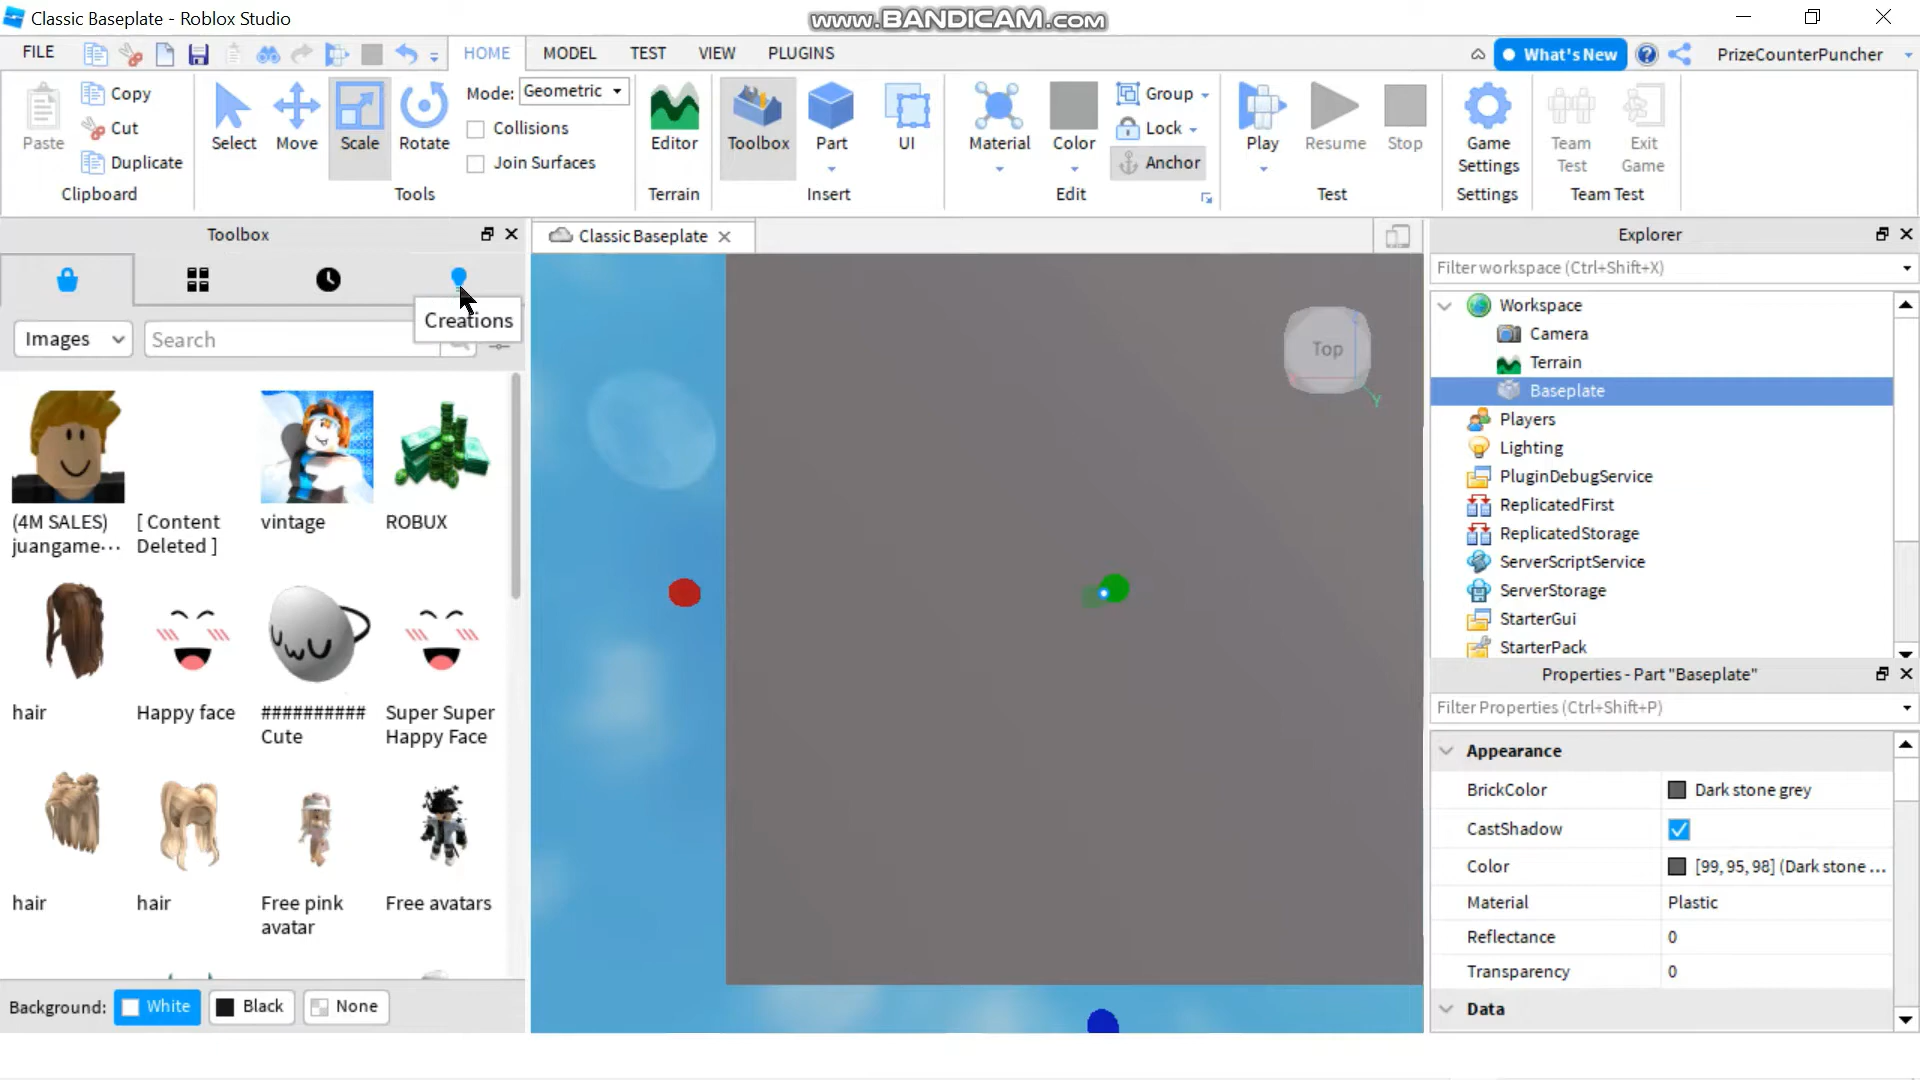 Classic Baseplate - Roblox Studio
www.BANDICAM.com
FILE
HOME
MODEL
TEST
VIEW
PLUGINS
What's New
PrizeCounterPuncher
Paste
Copy
Cut
Duplicate
Clipboard
Select
Move
Scale
Rotate
Mode: Geometric
Collisions
Join Surfaces
Tools
Editor
Terrain
Toolbox
Part
UI
Insert
Material
Color
Group
Lock
Anchor
Edit
Play
Resume
Stop
Test
Game
Settings
Settings
Team
Test
Exit
Game
Team Test
Toolbox
Creations
Images
Search
(4M SALES)
juangame...
[ Content
Deleted ]
vintage
ROBUX
hair
Happy face
##########
Cute
Super Super
Happy Face
hair
hair
Free pink
avatar
Free avatars
Background:
White
Black
None
Classic Baseplate
Top
Y
Explorer
Filter workspace (Ctrl+Shift+X)
Workspace
Camera
Terrain
Baseplate
Players
Lighting
PluginDebugService
ReplicatedFirst
ReplicatedStorage
ServerScriptService
ServerStorage
StarterGui
StarterPack
Properties - Part "Baseplate"
Filter Properties (Ctrl+Shift+P)
Appearance
BrickColor
Dark stone grey
CastShadow
Color
[99, 95, 98] (Dark stone ...
Material
Plastic
Reflectance
0
Transparency
0
Data